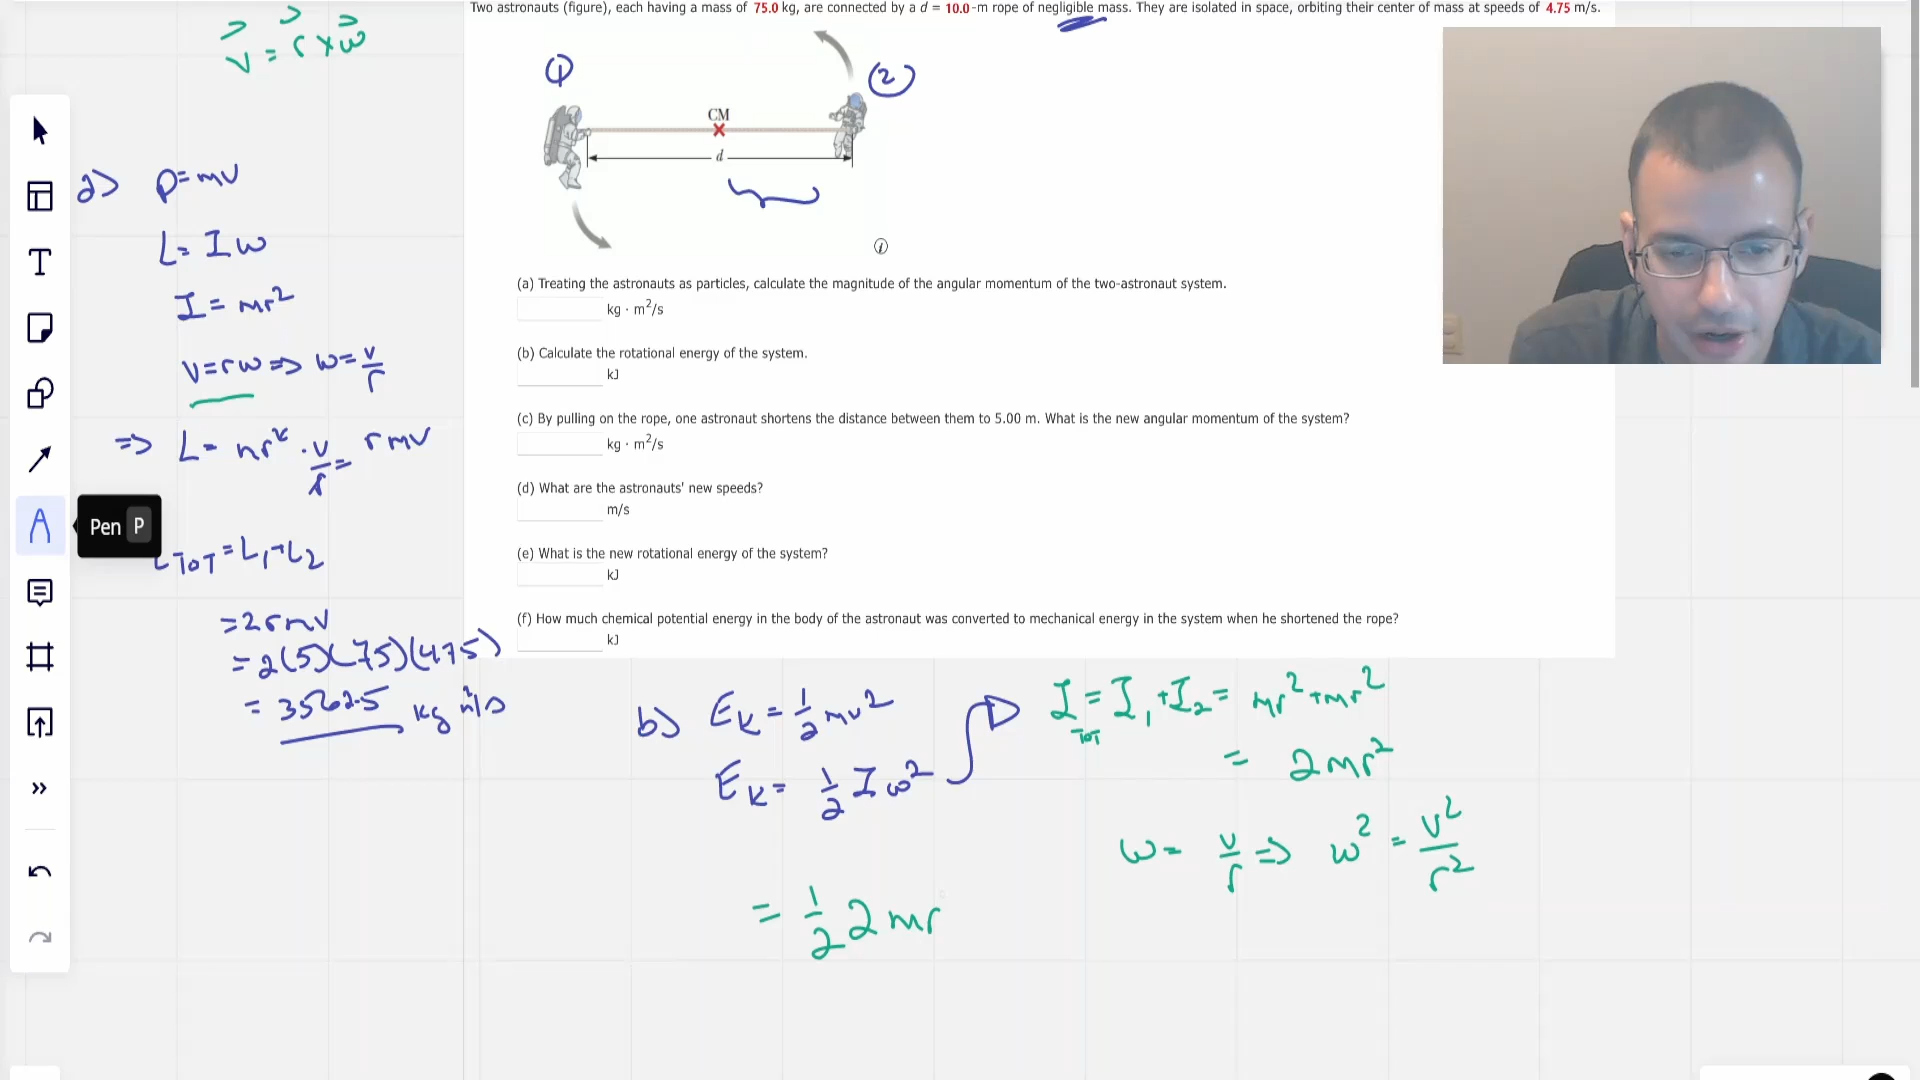 Two astronauts (figure), each having a mass of 75.0 kg, are connected by a d = 10.0-m rope of negligible mass. They are isolated in space, orbiting their center of mass at speeds of 4.75 m/s.
v = r × ω
1
2
CM
d
a) p = mv
L = Iω
I = mr²
v = rω => ω = v/r
=> L = mr² · v/r = rmv
Pen P
L TOT = L₁ + L₂
= 2rmv
= 2(5)(75)(4.75)
= 3562.5 kg m²/s
(a) Treating the astronauts as particles, calculate the magnitude of the angular momentum of the two-astronaut system.
kg · m²/s
(b) Calculate the rotational energy of the system.
kJ
(c) By pulling on the rope, one astronaut shortens the distance between them to 5.00 m. What is the new angular momentum of the system?
kg · m²/s
(d) What are the astronauts' new speeds?
m/s
(e) What is the new rotational energy of the system?
kJ
(f) How much chemical potential energy in the body of the astronaut was converted to mechanical energy in the system when he shortened the rope?
kJ
b) E_K = 1/2 mv²
E_K = 1/2 Iω²
= 1/2 2mr
I TOT = I₁ + I₂ = mr² + mr²
= 2mr²
ω = v/r => ω² = v²/r²